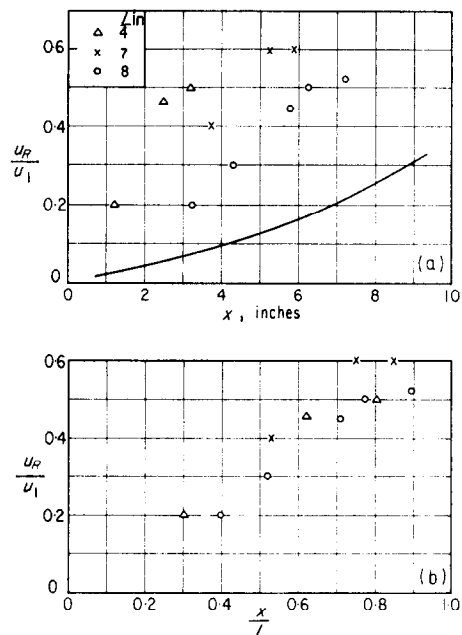 L in
△ 4
x 7
o 8
0·6
0·4
u_R
u_1
0·2
0
(a)
0 2 4 6 8 10
x, inches
0·6
0·4
u_R
u_1
0·2
0
(b)
0 0·2 0·4 0·6 0·8 1·0
x
L